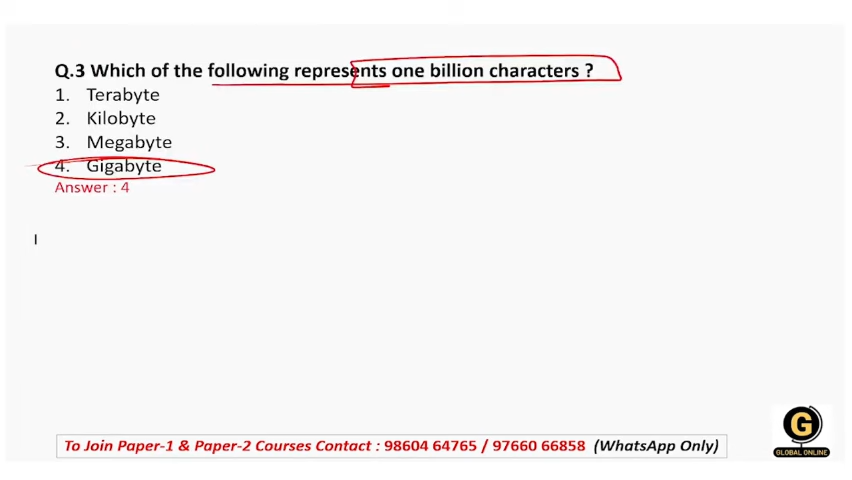 Q.3 Which of the following represents one billion characters ?
1. Terabyte
2. Kilobyte
3. Megabyte
4. Gigabyte
Answer : 4
To Join Paper-1 & Paper-2 Courses Contact : 98604 64765 / 97660 66858 (WhatsApp Only)
G
GLOBAL ONLINE